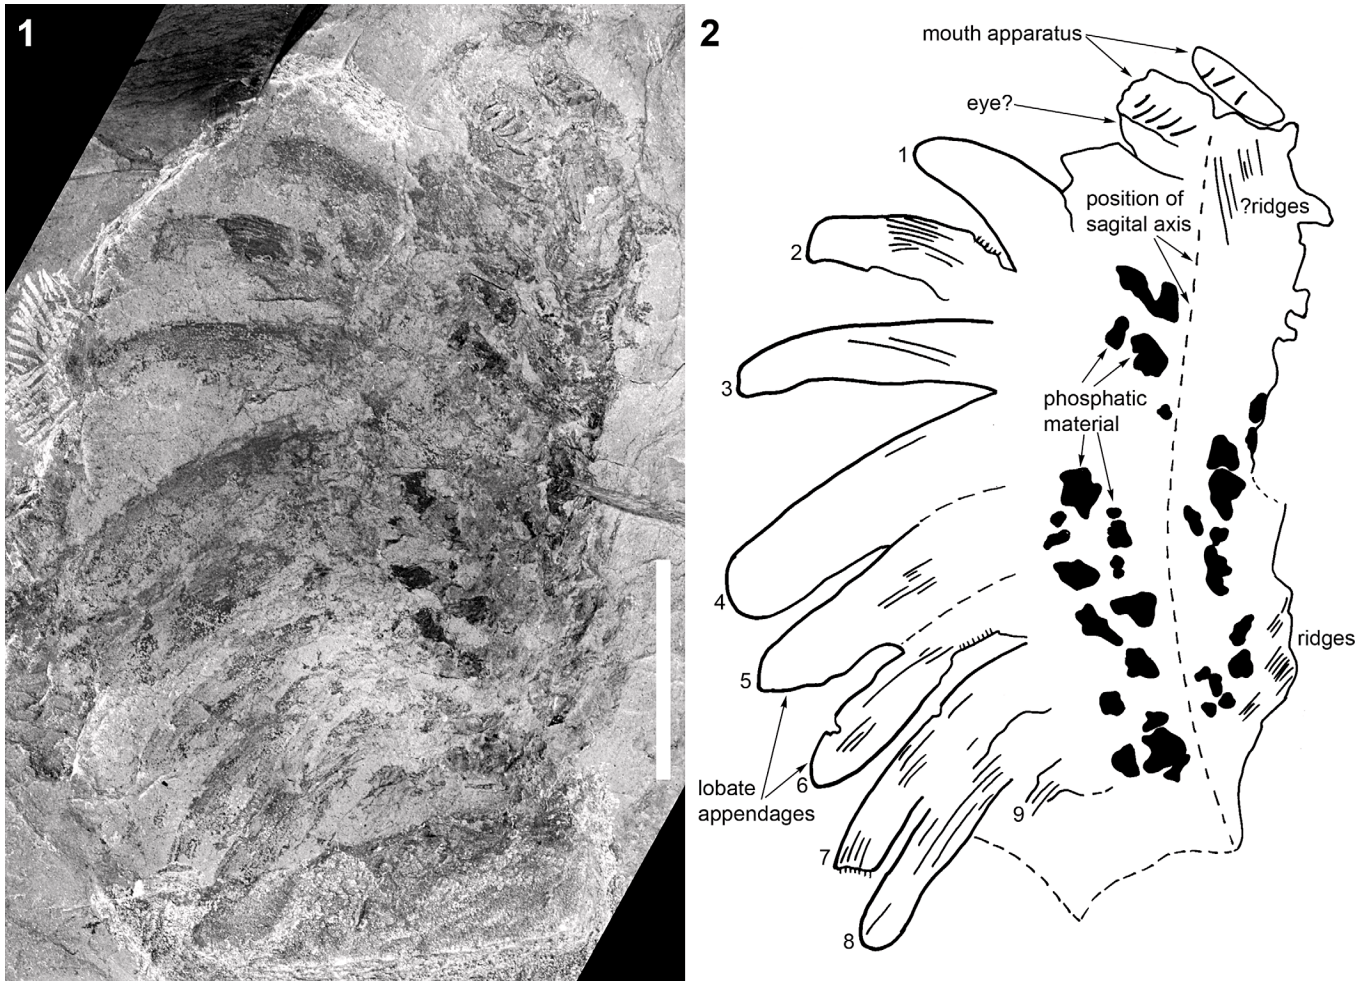 1
2
mouth apparatus
eye?
1
position of
sagital axis
?ridges
2
3
phosphatic
material
4
ridges
5
6
lobate
appendages
9
7
8